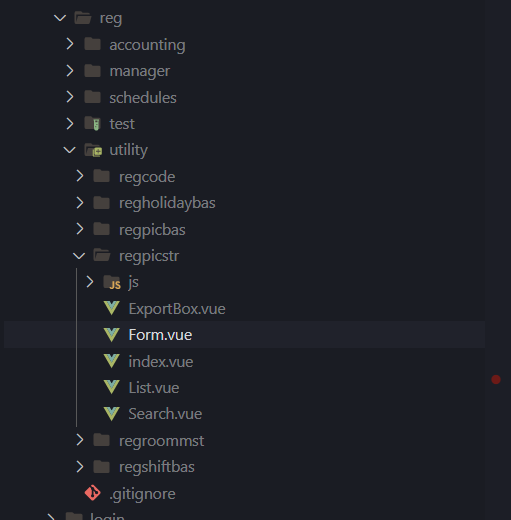 reg
accounting
manager
schedules
test
utility
regcode
regholidaybas
regpicbas
regpicstr
JS js
ExportBox.vue
Form.vue
index.vue
List.vue
Search.vue
regroommst
regshiftbas
.gitignore
login